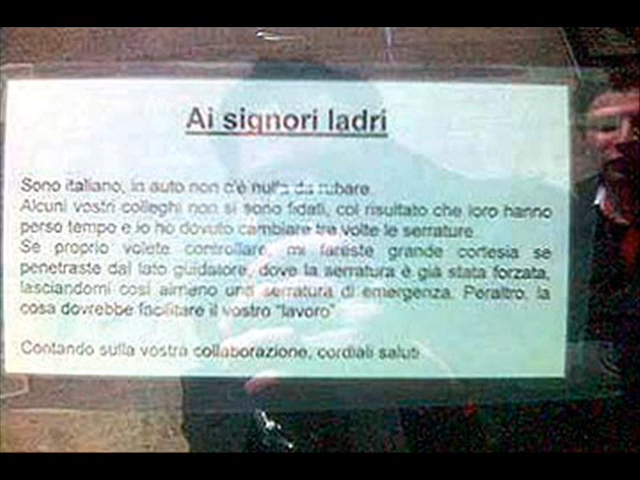 Ai signori ladri
Sono italiano, in auto non c'è nulla da rubare.
Alcuni vostri colleghi non si sono fidati, col risultato che loro hanno
perso tempo e io ho dovuto cambiare tre volte le serrature.
Se proprio volete controllare, mi fareste grande cortesia se
penetraste dal lato guidatore, dove la serratura è già stata forzata,
lasciandomi così almeno una serratura di emergenza. Peraltro, la
cosa dovrebbe facilitare il vostro "lavoro"
Contando sulla vostra collaborazione, cordiali saluti